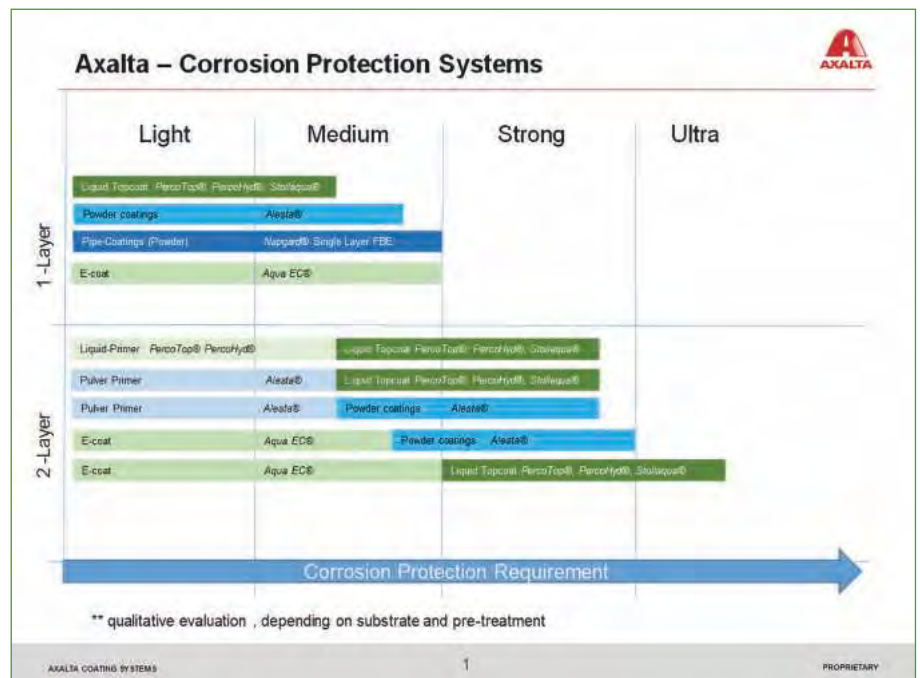 Axalta – Corrosion Protection Systems
AXALTA
Light Medium Strong Ultra
1-Layer
Liquid Topcoat PercoTop®, PercoHyd®, Stollaqua®
Powder coatings Alesta®
Pipe-Coatings (Powder) Napgard® Single Layer FBE
E-coat Aqua EC®
2-Layer
Liquid-Primer PercoTop® PercoHyd® Liquid Topcoat PercoTop®, PercoHyd®, Stollaqua®
Pulver Primer Alesta® Liquid Topcoat PercoTop®, PercoHyd®, Stollaqua®
Pulver Primer Alesta® Powder coatings Alesta®
E-coat Aqua EC® Powder coatings Alesta®
E-coat Aqua EC® Liquid Topcoat PercoTop®, PercoHyd®, Stollaqua®
Corrosion Protection Requirement
** qualitative evaluation , depending on substrate and pre-treatment
AXALTA COATING SYSTEMS 1 PROPRIETARY